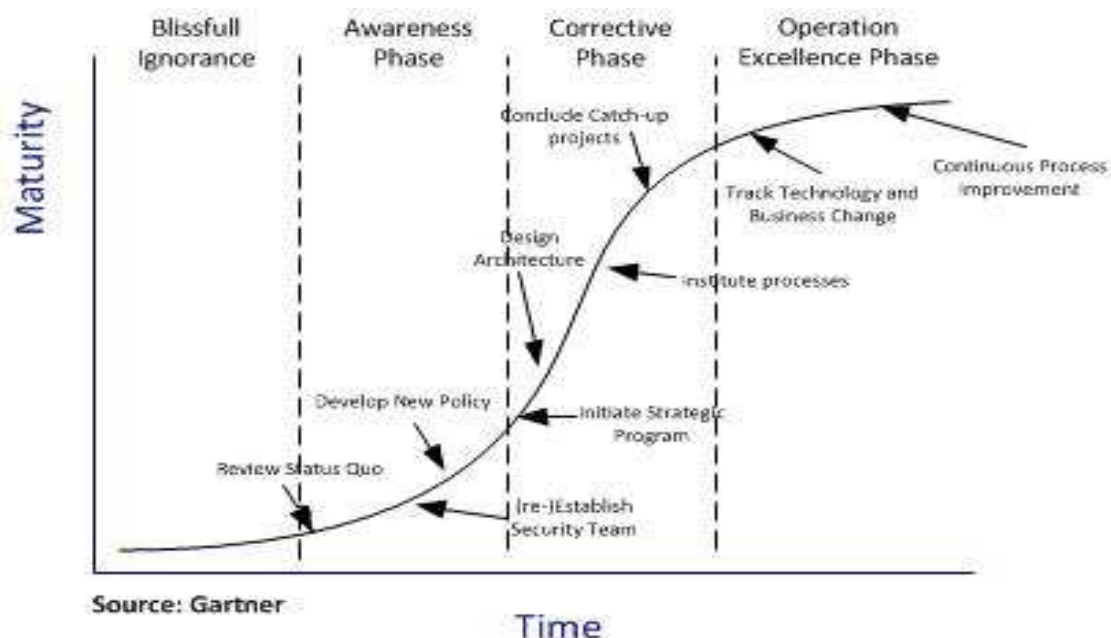 Blissfull
Ignorance
Awareness
Phase
Corrective
Phase
Operation
Excellence Phase
Maturity
Conclude Catch-up
projects
Continuous Process
Improvement
Track Technology and
Business Change
Design
Architecture
Institute processes
Develop New Policy
Initiate Strategic
Program
Review Status Quo
(re-)Establish
Security Team
Source: Gartner
Time